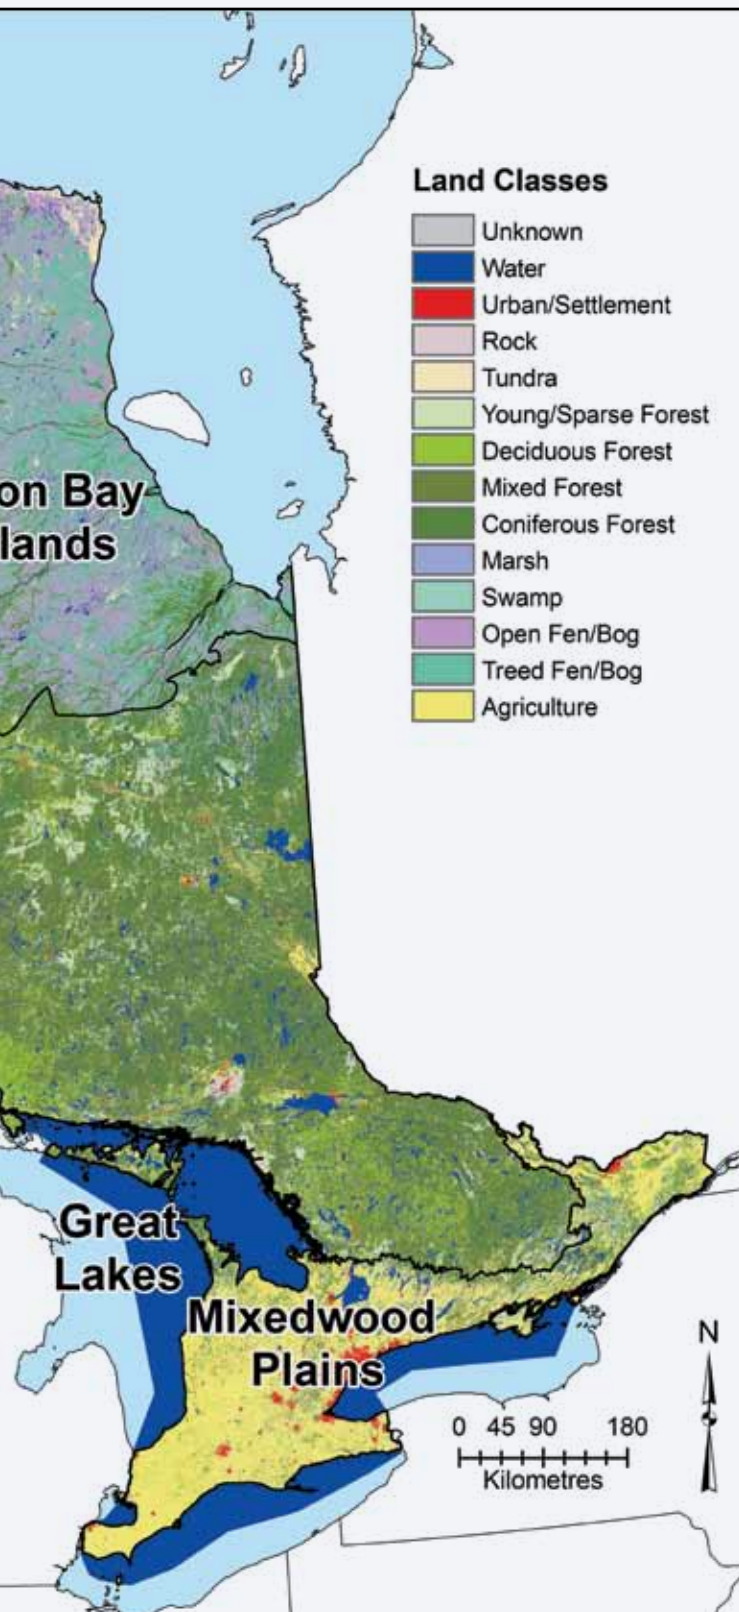 Land Classes
Unknown
Water
Urban/Settlement
Rock
Tundra
Young/Sparse Forest
Deciduous Forest
Mixed Forest
Coniferous Forest
Marsh
Swamp
Open Fen/Bog
Treed Fen/Bog
Agriculture
on Bay
lands
Great
Lakes
Mixedwood
Plains
N
0 45 90 180
Kilometres